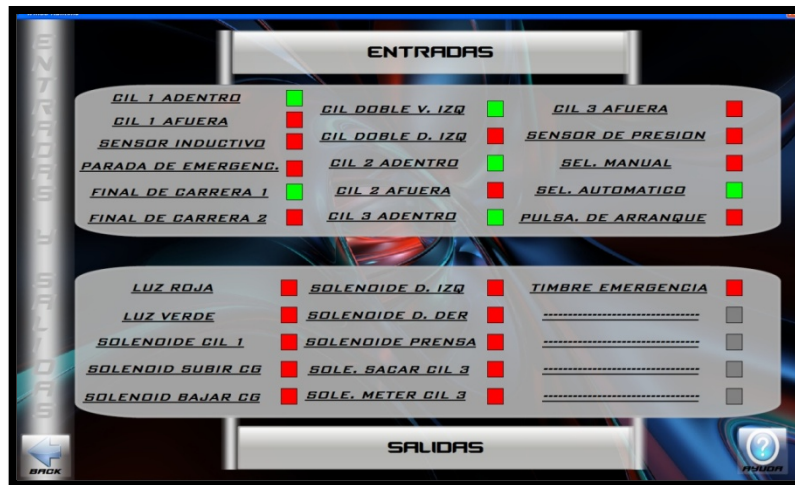 ENTRADAS
CIL 1 ADENTRO
CIL 1 AFUERA
SENSOR INDUCTIVO
PARADA DE EMERGENC.
FINAL DE CARRERA 1
FINAL DE CARRERA 2
CIL DOBLE V. IZQ
CIL DOBLE D. IZQ
CIL 2 ADENTRO
CIL 2 AFUERA
CIL 3 ADENTRO
CIL 3 AFUERA
SENSOR DE PRESION
SEL. MANUAL
SEL. AUTOMATICO
PULSA. DE ARRANQUE
LUZ ROJA
LUZ VERDE
SOLENOIDE CIL 1
SOLENOID SUBIR CG
SOLENOID BAJAR CG
SOLENOIDE D. IZQ
SOLENOIDE D. DER
SOLENOIDE PRENSA
SOLE. SACAR CIL 3
SOLE. METER CIL 3
TIMBRE EMERGENCIA
------------------------------
------------------------------
------------------------------
------------------------------
SALIDAS
ENTRADAS Y SALIDAS
BACK
AYUDA